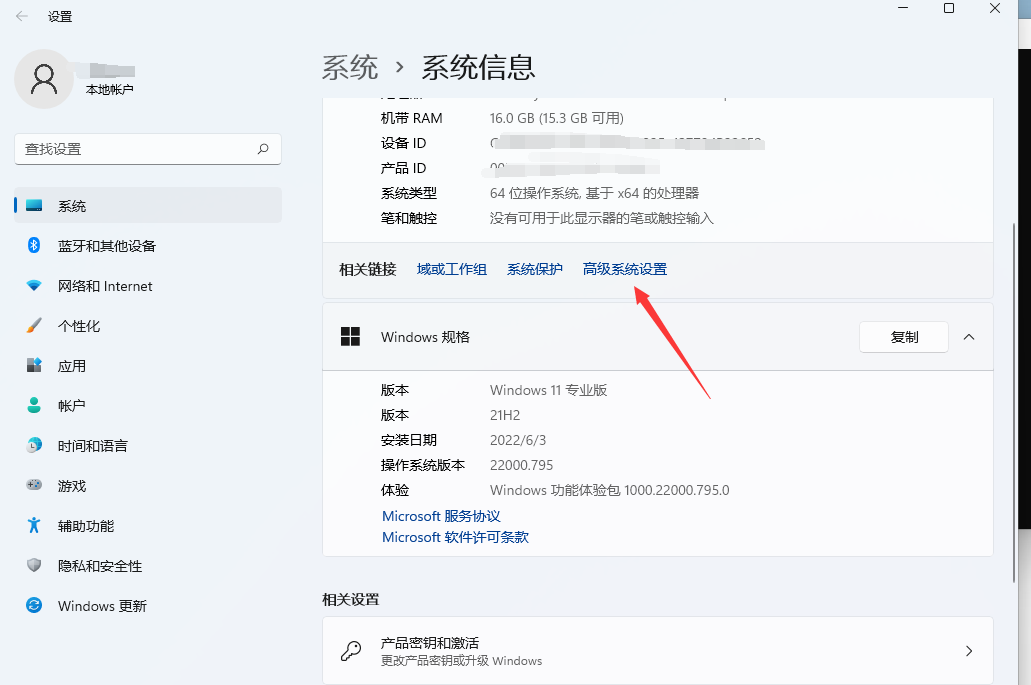 设置
本地帐户
查找设置
系统
蓝牙和其他设备
网络和 Internet
个性化
应用
帐户
时间和语言
游戏
辅助功能
隐私和安全性
Windows 更新
系统 › 系统信息
机带 RAM 16.0 GB (15.3 GB 可用)
设备 ID
产品 ID
系统类型 64 位操作系统, 基于 x64 的处理器
笔和触控 没有可用于此显示器的笔或触控输入
相关链接 域或工作组 系统保护 高级系统设置
Windows 规格 复制
版本 Windows 11 专业版
版本 21H2
安装日期 2022/6/3
操作系统版本 22000.795
体验 Windows 功能体验包 1000.22000.795.0
Microsoft 服务协议
Microsoft 软件许可条款
相关设置
产品密钥和激活
更改产品密钥或升级 Windows